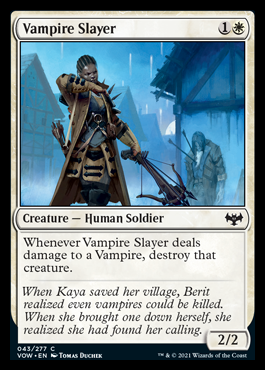 Vampire Slayer 1
Creature — Human Soldier
Whenever Vampire Slayer deals
damage to a Vampire, destroy that
creature.
When Kaya saved her village, Berit
realized even vampires could be killed.
When she brought one down herself, she
realized she had found her calling.
2/2
043/277 C
VOW • EN TOMAS DUCHEK
™ & © 2021 Wizards of the Coast